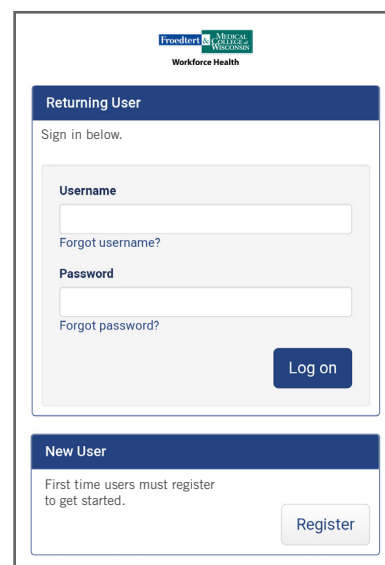 Froedtert & MEDICAL COLLEGE of WISCONSIN
Workforce Health
Returning User
Sign in below.
Username
Forgot username?
Password
Forgot password?
Log on
New User
First time users must register
to get started.
Register